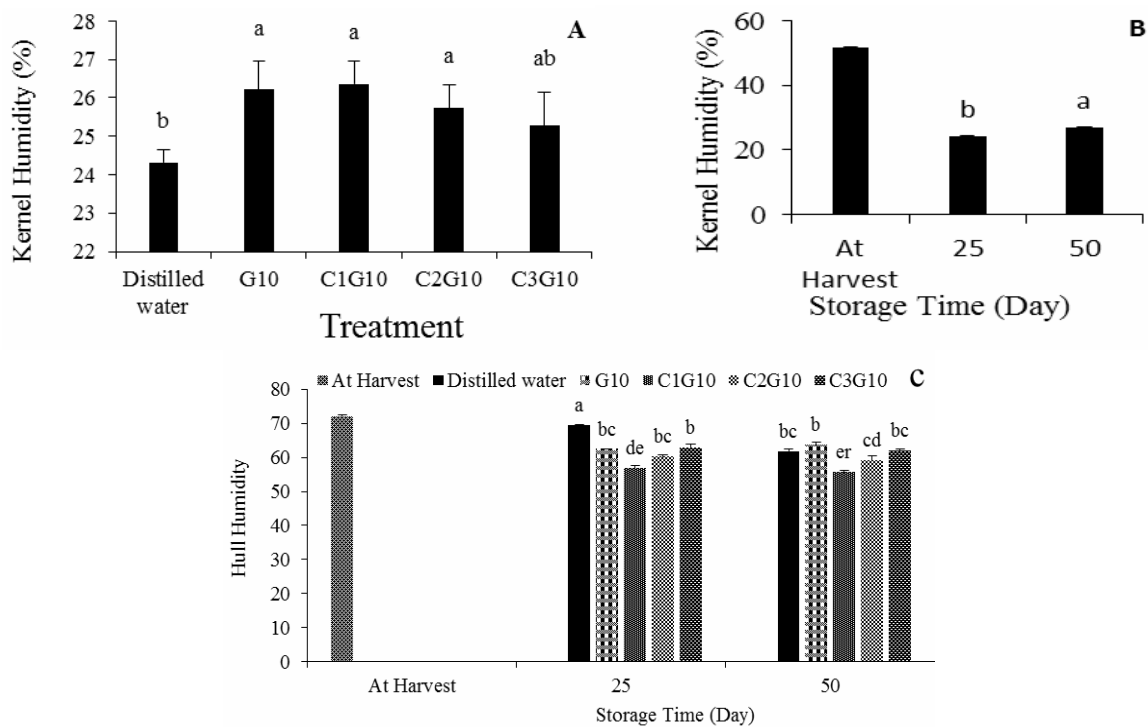 A
Kernel Humidity (%)
28
27
26
25
24
23
22
b
a
a
a
ab
Distilled water
G10
C1G10
C2G10
C3G10
Treatment
B
Kernel Humidity (%)
60
40
20
0
b
a
At Harvest
25
50
Storage Time (Day)
At Harvest Distilled water G10 C1G10 C2G10 C3G10
C
Hull Humidity
80
70
60
50
40
30
20
10
0
a
bc
de
bc
b
bc
b
er
cd
bc
At Harvest
25
50
Storage Time (Day)